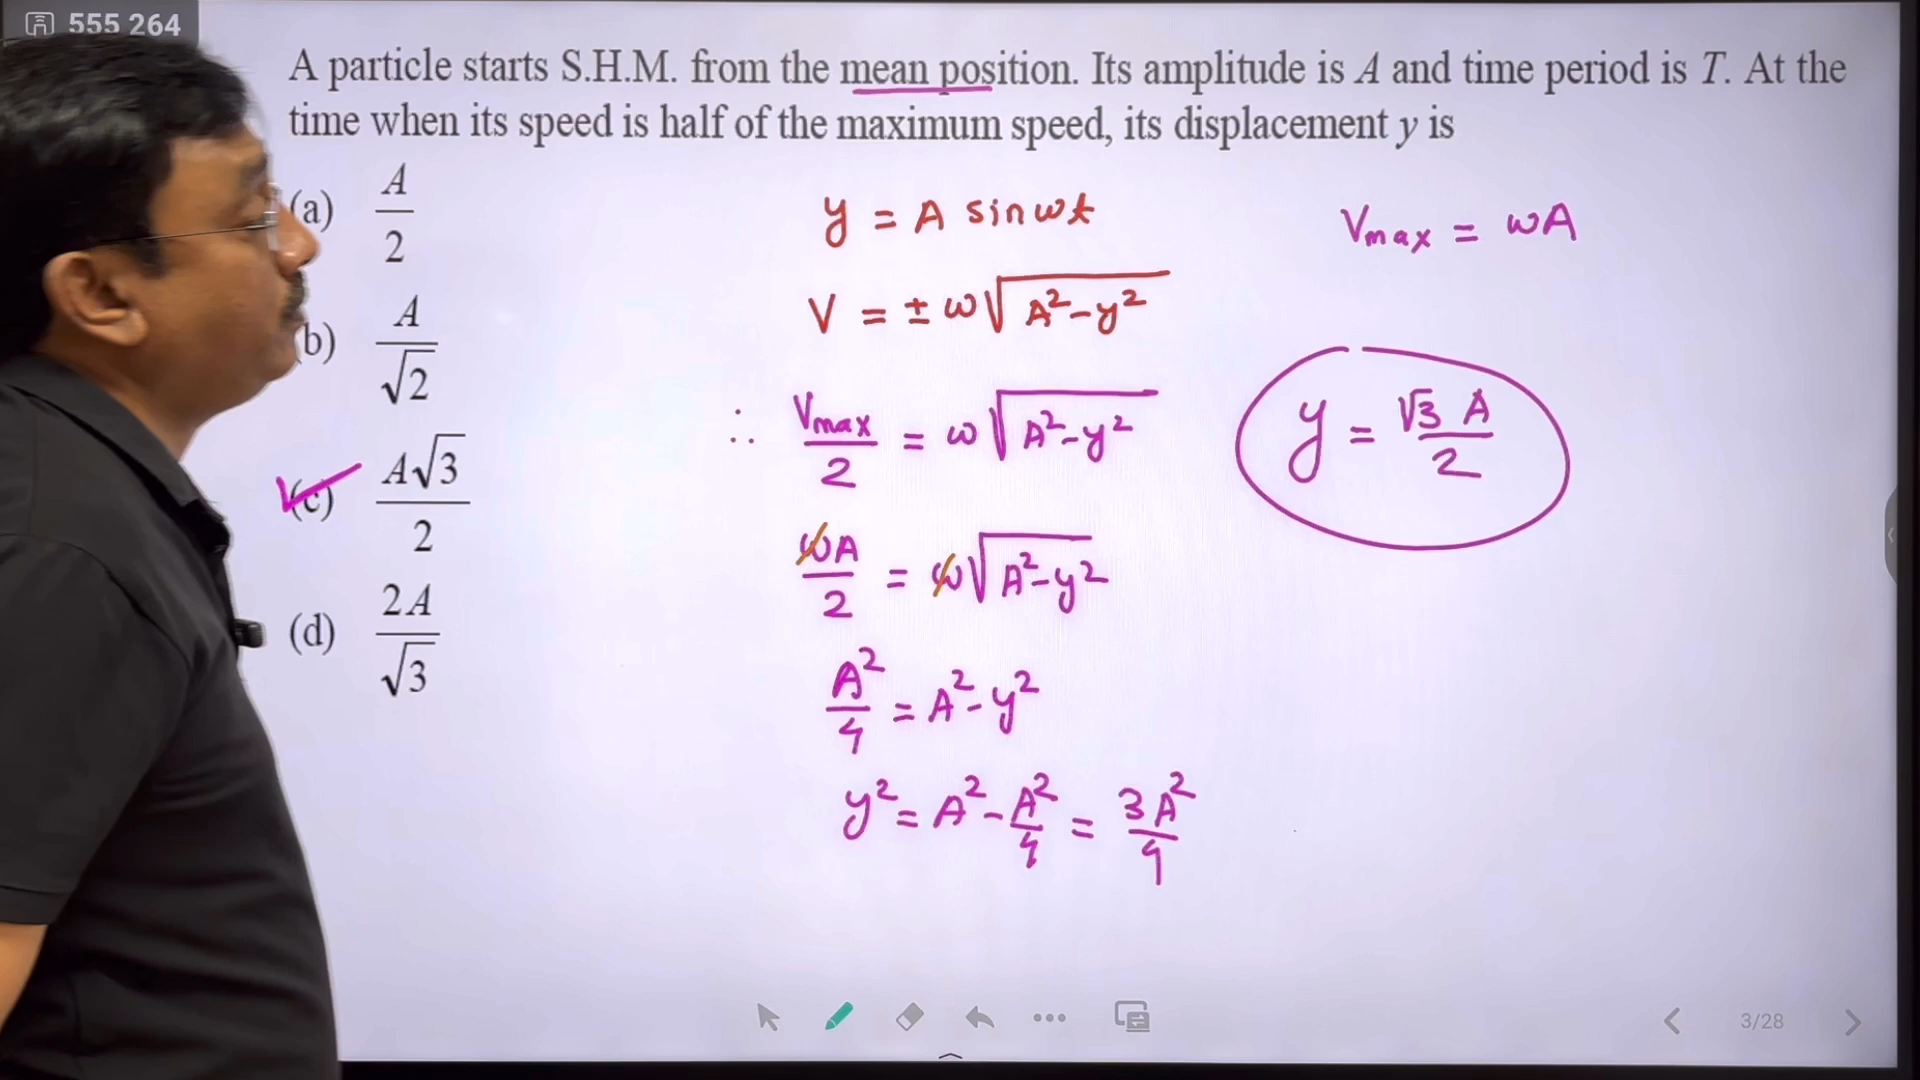 555 264
A particle starts S.H.M. from the mean position. Its amplitude is A and time period is T. At the
time when its speed is half of the maximum speed, its displacement y is
(a) A/2
(b) A/√2
(c) A√3/2
(d) 2A/√3
y = A sin ωt
V = ± ω√(A² - y²)
∴ Vmax/2 = ω√(A² - y²)
ωA/2 = ω√(A² - y²)
A²/4 = A² - y²
y² = A² - A²/4 = 3A²/4
Vmax = ωA
y = √3 A/2
3/28